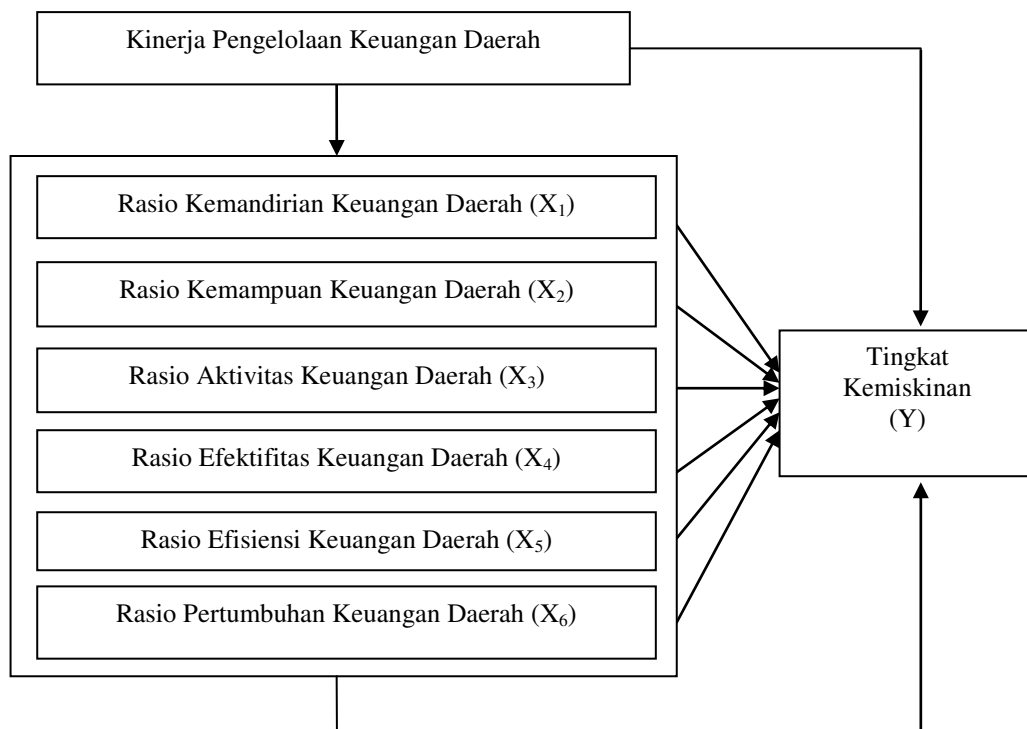 Kinerja Pengelolaan Keuangan Daerah
Rasio Kemandirian Keuangan Daerah (X₁)
Rasio Kemampuan Keuangan Daerah (X₂)
Rasio Aktivitas Keuangan Daerah (X₃)
Rasio Efektifitas Keuangan Daerah (X₄)
Rasio Efisiensi Keuangan Daerah (X₅)
Rasio Pertumbuhan Keuangan Daerah (X₆)
Tingkat
Kemiskinan
(Y)